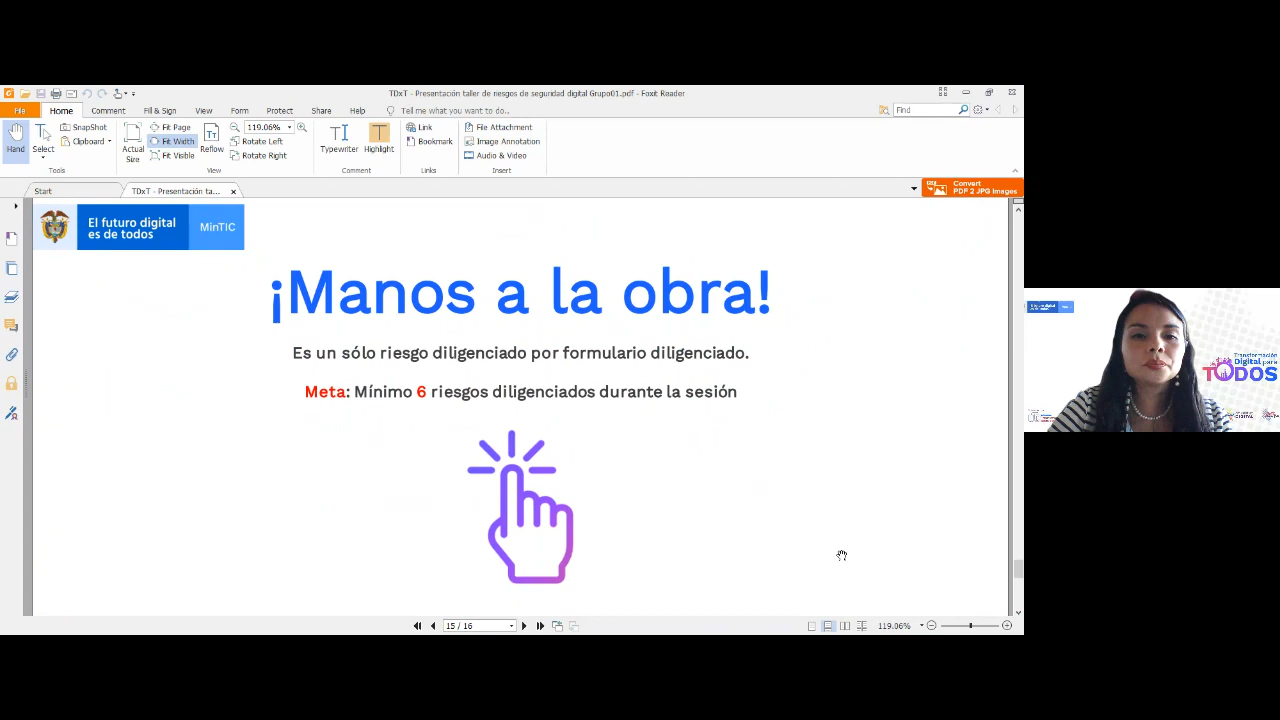 TDxT - Presentación taller de riesgos de seguridad digital Grupo01.pdf - Foxit Reader
File
Home
Comment
Fill & Sign
View
Form
Protect
Share
Help
Tell me what you want to do..
Find
Hand
Select
SnapShot
Clipboard
Tools
Actual Size
Fit Page
Fit Width
Fit Visible
Reflow
119.06%
Rotate Left
Rotate Right
View
Typewriter
Highlight
Comment
Link
Bookmark
Links
File Attachment
Image Annotation
Audio & Video
Insert
Start
TDxT - Presentación ta...
Convert
PDF 2 JPG Images
El futuro digital
es de todos
MinTIC
¡Manos a la obra!
Es un sólo riesgo diligenciado por formulario diligenciado.
Meta: Mínimo 6 riesgos diligenciados durante la sesión
Transformación
Digital para
TODOS
15 / 16
119.06%